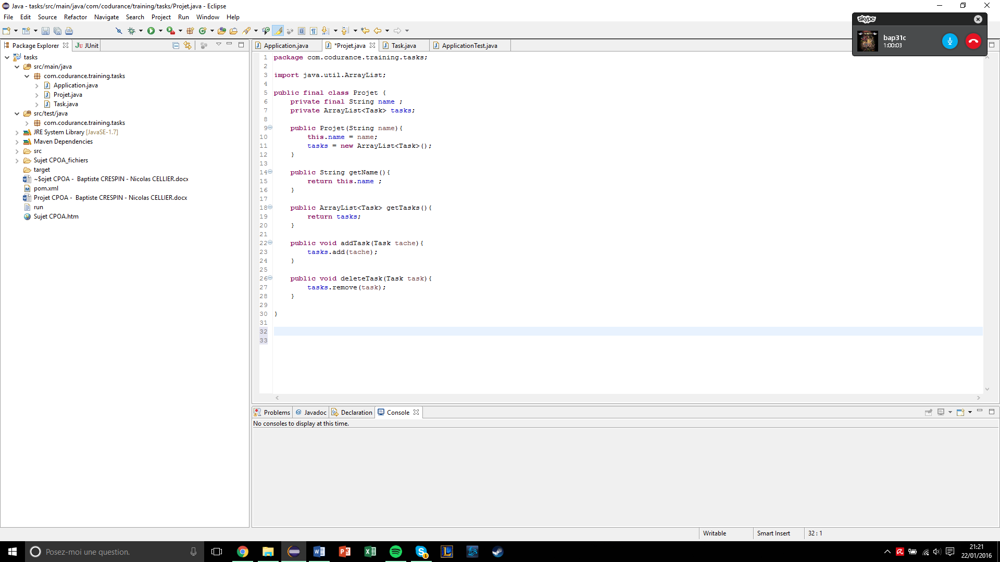 Java - tasks/src/main/java/com/codurance/training/tasks/Projet.java - Eclipse
File Edit Source Refactor Navigate Search Project Run Window Help
skype
bap31c
1:00:03
Package Explorer
JUnit
tasks
src/main/java
com.codurance.training.tasks
Application.java
Projet.java
Task.java
src/test/java
com.codurance.training.tasks
JRE System Library [JavaSE-1.7]
Maven Dependencies
src
Sujet CPOA_fichiers
target
~$ojet CPOA - Baptiste CRESPIN - Nicolas CELLIER.docx
pom.xml
Projet CPOA - Baptiste CRESPIN - Nicolas CELLIER.docx
run
Sujet CPOA.htm
Application.java *Projet.java Task.java ApplicationTest.java
1 package com.codurance.training.tasks;
2
3 import java.util.ArrayList;
4
5 public final class Projet {
6 private final String name ;
7 private ArrayList<Task> tasks;
8
9 public Projet(String name){
10 this.name = name;
11 tasks = new ArrayList<Task>();
12 }
13
14 public String getName(){
15 return this.name ;
16 }
17
18 public ArrayList<Task> getTasks(){
19 return tasks;
20 }
21
22 public void addTask(Task tache){
23 tasks.add(tache);
24 }
25
26 public void deleteTask(Task task){
27 tasks.remove(task);
28 }
29
30 }
31
32
33
Problems @ Javadoc Declaration Console
No consoles to display at this time.
Writable Smart Insert 32 : 1
Posez-moi une question.
1
21:21
22/01/2016